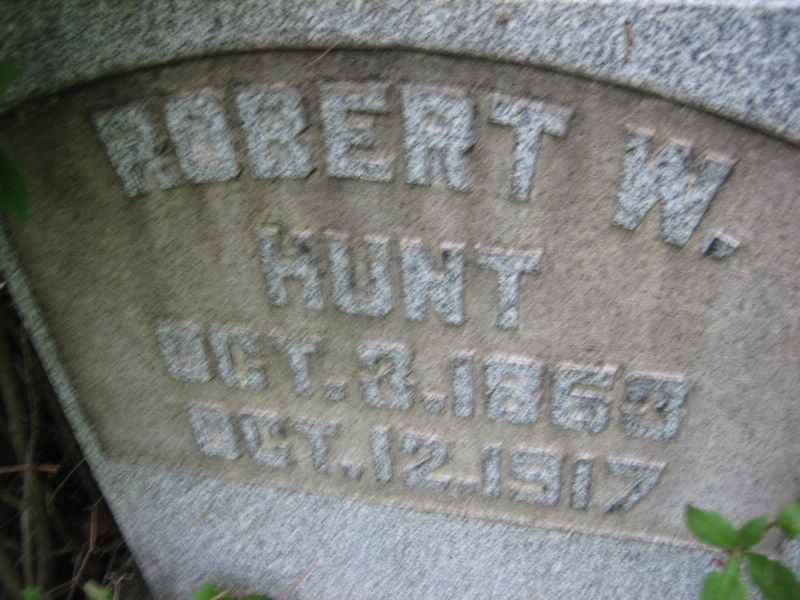 ROBERT W.
HUNT
OCT. 3. 1863
OCT. 12. 1917